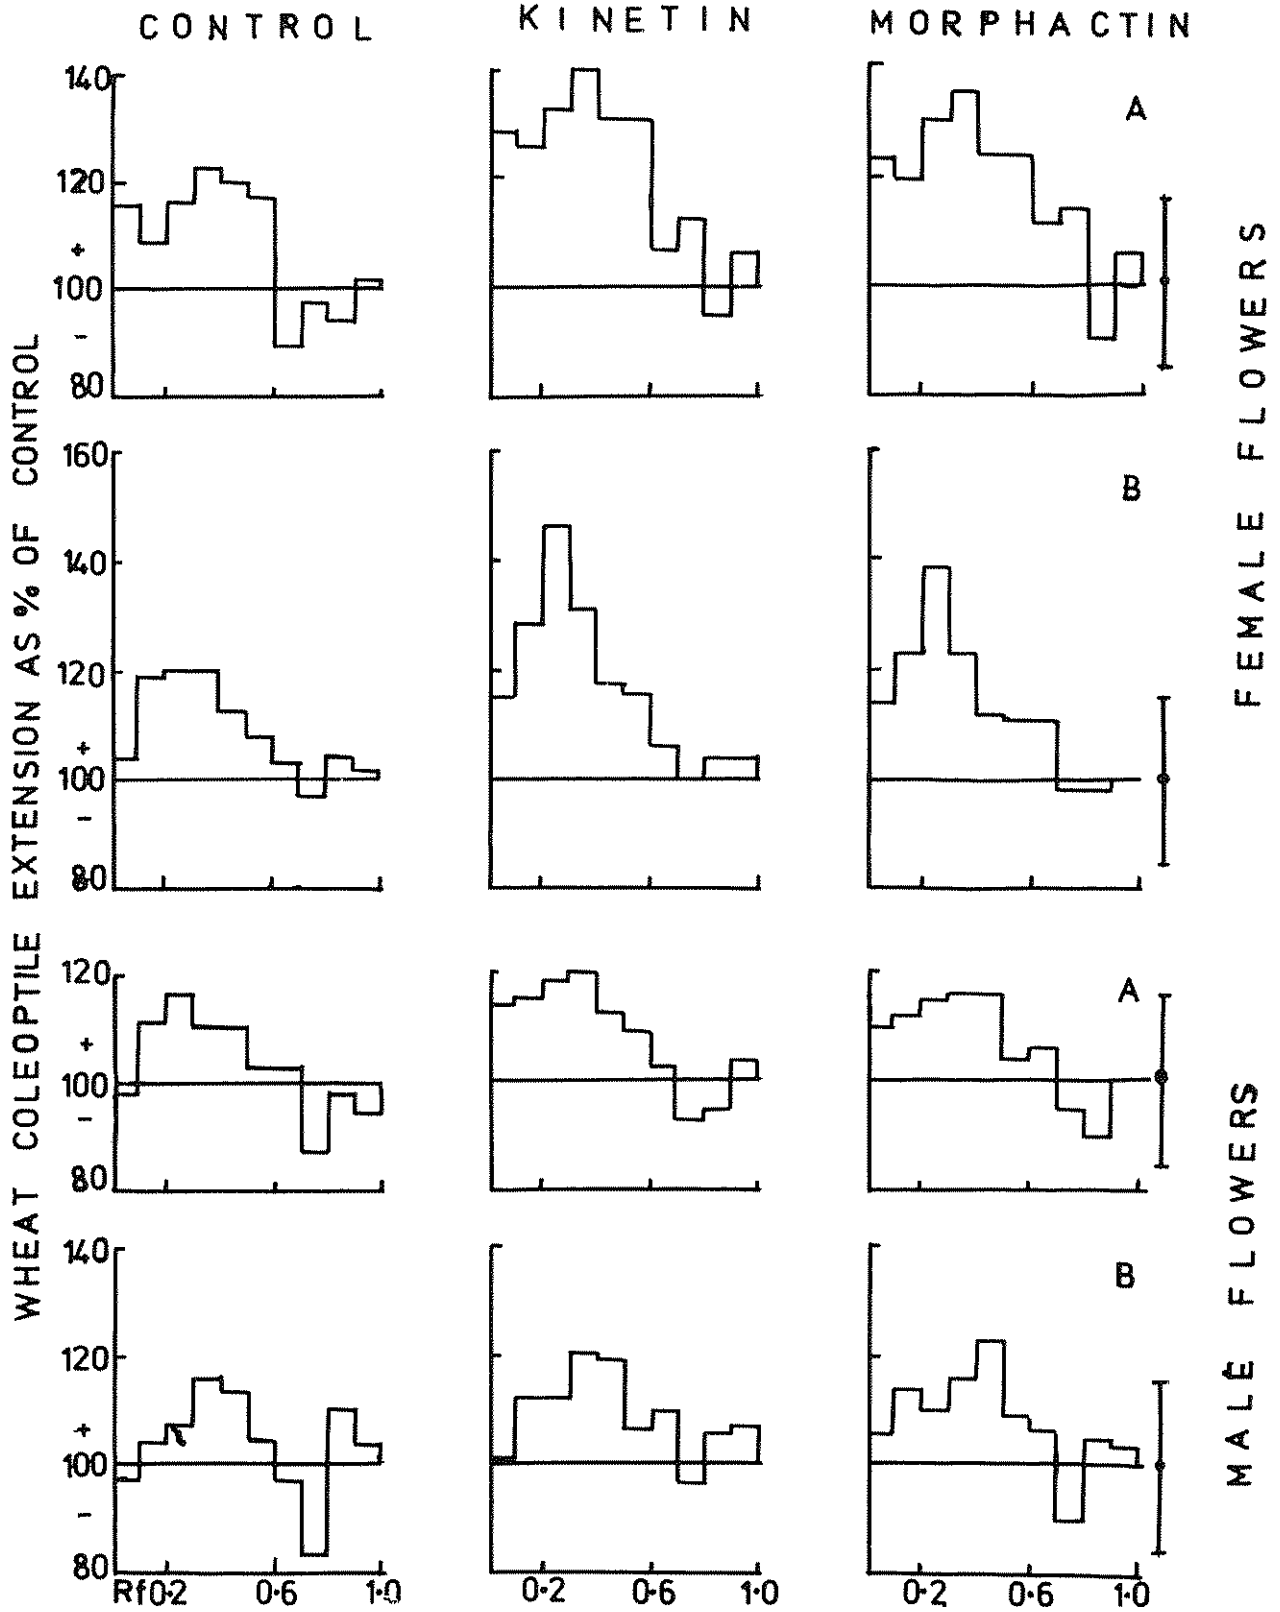 CONTROL KINETIN MORPHACTIN
WHEAT COLEOPTILE EXTENSION AS % OF CONTROL
FEMALE FLOWERS
MALE FLOWERS
140
120
+
100
-
80
A
160
140
120
+
100
-
80
B
120
+
100
-
80
A
140
120
+
100
-
80
B
Rf 0·2 0·6 1·0 0·2 0·6 1·0 0·2 0·6 1·0